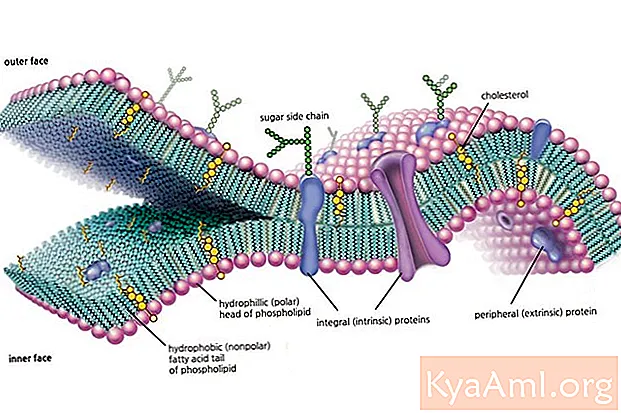 outer face
sugar side chain
cholesterol
hydrophillic (polar)
head of phospholipid
integral (intrinsic) proteins
peripheral (extrinsic) protein
hydrophobic (nonpolar)
fatty acid tail
of phospholipid
inner face
KyaAml.org